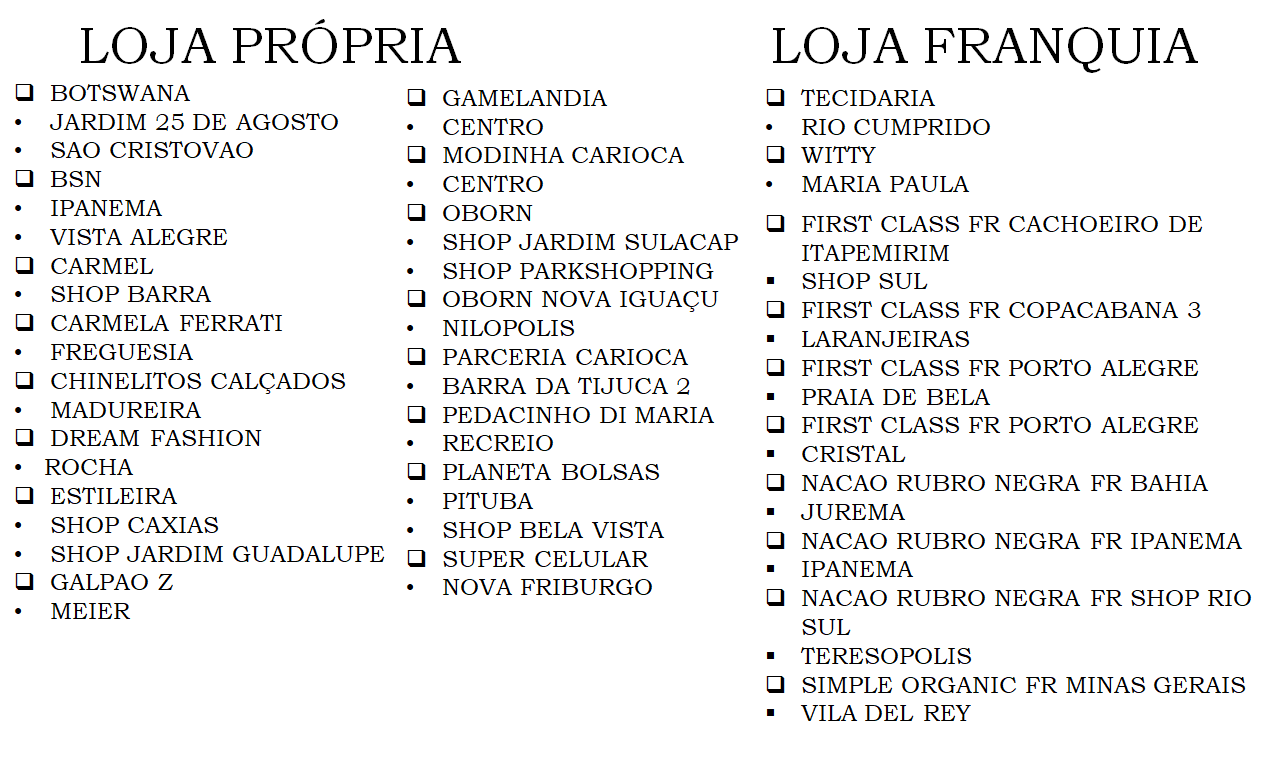 LOJA PRÓPRIA
❑ BOTSWANA
• JARDIM 25 DE AGOSTO
• SAO CRISTOVAO
❑ BSN
• IPANEMA
• VISTA ALEGRE
❑ CARMEL
• SHOP BARRA
❑ CARMELA FERRATI
• FREGUESIA
❑ CHINELITOS CALÇADOS
• MADUREIRA
❑ DREAM FASHION
• ROCHA
❑ ESTILEIRA
• SHOP CAXIAS
• SHOP JARDIM GUADALUPE
❑ GALPAO Z
• MEIER
❑ GAMELANDIA
• CENTRO
❑ MODINHA CARIOCA
• CENTRO
❑ OBORN
• SHOP JARDIM SULACAP
• SHOP PARKSHOPPING
❑ OBORN NOVA IGUAÇU
• NILOPOLIS
❑ PARCERIA CARIOCA
• BARRA DA TIJUCA 2
❑ PEDACINHO DI MARIA
• RECREIO
❑ PLANETA BOLSAS
• PITUBA
• SHOP BELA VISTA
❑ SUPER CELULAR
• NOVA FRIBURGO
LOJA FRANQUIA
❑ TECIDARIA
• RIO CUMPRIDO
❑ WITTY
• MARIA PAULA
❑ FIRST CLASS FR CACHOEIRO DE
ITAPEMIRIM
▪ SHOP SUL
❑ FIRST CLASS FR COPACABANA 3
▪ LARANJEIRAS
❑ FIRST CLASS FR PORTO ALEGRE
▪ PRAIA DE BELA
❑ FIRST CLASS FR PORTO ALEGRE
▪ CRISTAL
❑ NACAO RUBRO NEGRA FR BAHIA
▪ JUREMA
❑ NACAO RUBRO NEGRA FR IPANEMA
▪ IPANEMA
❑ NACAO RUBRO NEGRA FR SHOP RIO
SUL
▪ TERESOPOLIS
❑ SIMPLE ORGANIC FR MINAS GERAIS
▪ VILA DEL REY